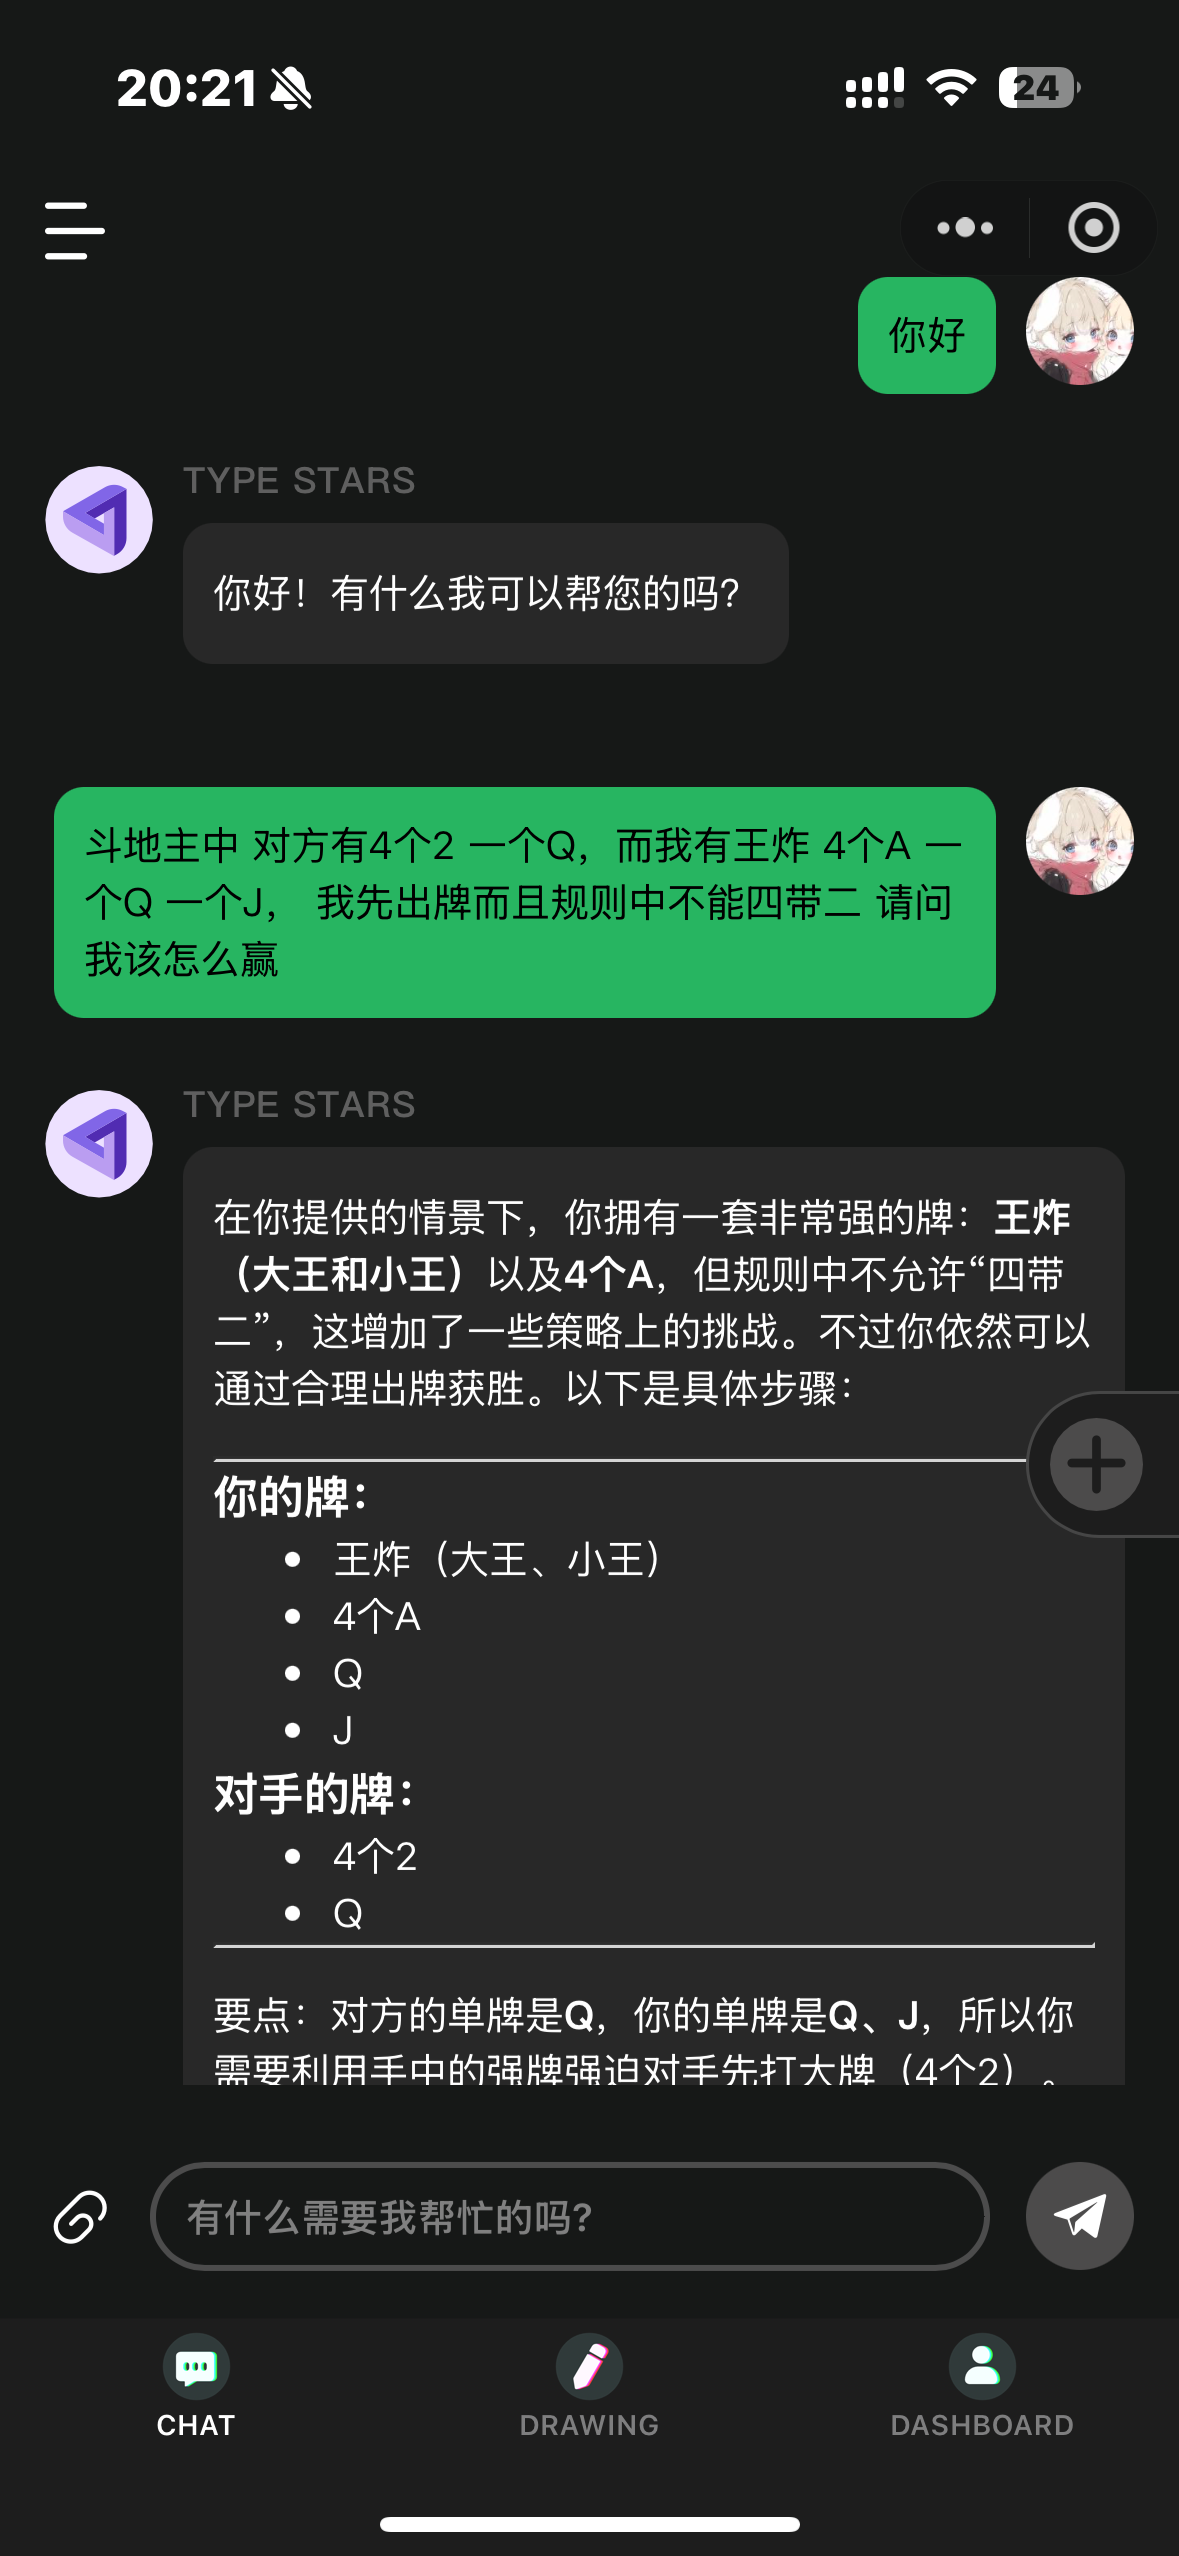 20:21
24
你好
TYPE STARS
你好！有什么我可以帮您的吗?
斗地主中 对方有4个2 一个Q，而我有王炸 4个A 一
个Q 一个J， 我先出牌而且规则中不能四带二 请问
我该怎么赢
TYPE STARS
在你提供的情景下，你拥有一套非常强的牌：王炸
（大王和小王）以及4个A，但规则中不允许“四带
二”，这增加了一些策略上的挑战。不过你依然可以
通过合理出牌获胜。以下是具体步骤：
你的牌：
• 王炸（大王、小王）
• 4个A
• Q
• J
对手的牌：
• 4个2
• Q
要点：对方的单牌是Q，你的单牌是Q、J，所以你
需要利用手中的强牌强迫对手先打大牌（4个2）。
有什么需要我帮忙的吗?
CHAT
DRAWING
DASHBOARD